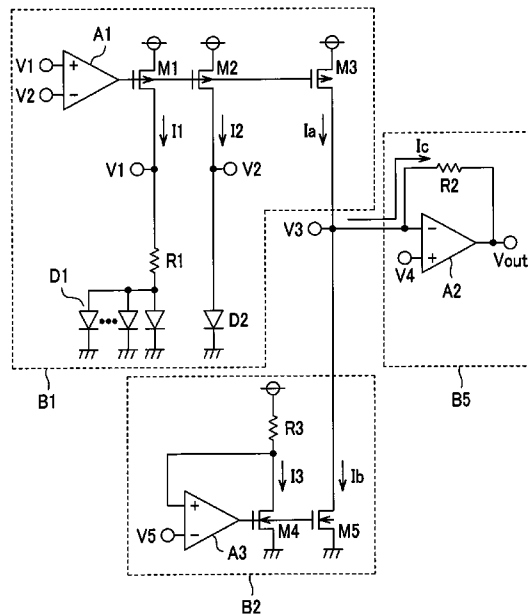 A1
V1
+
V2
−
M1
M2
M3
I1
I2
Ia
Ic
R2
V1
V2
V3
−
V4
+
Vout
A2
R1
D1
D2
B1
B5
R3
I3
Ib
+
V5
−
M4
M5
A3
B2